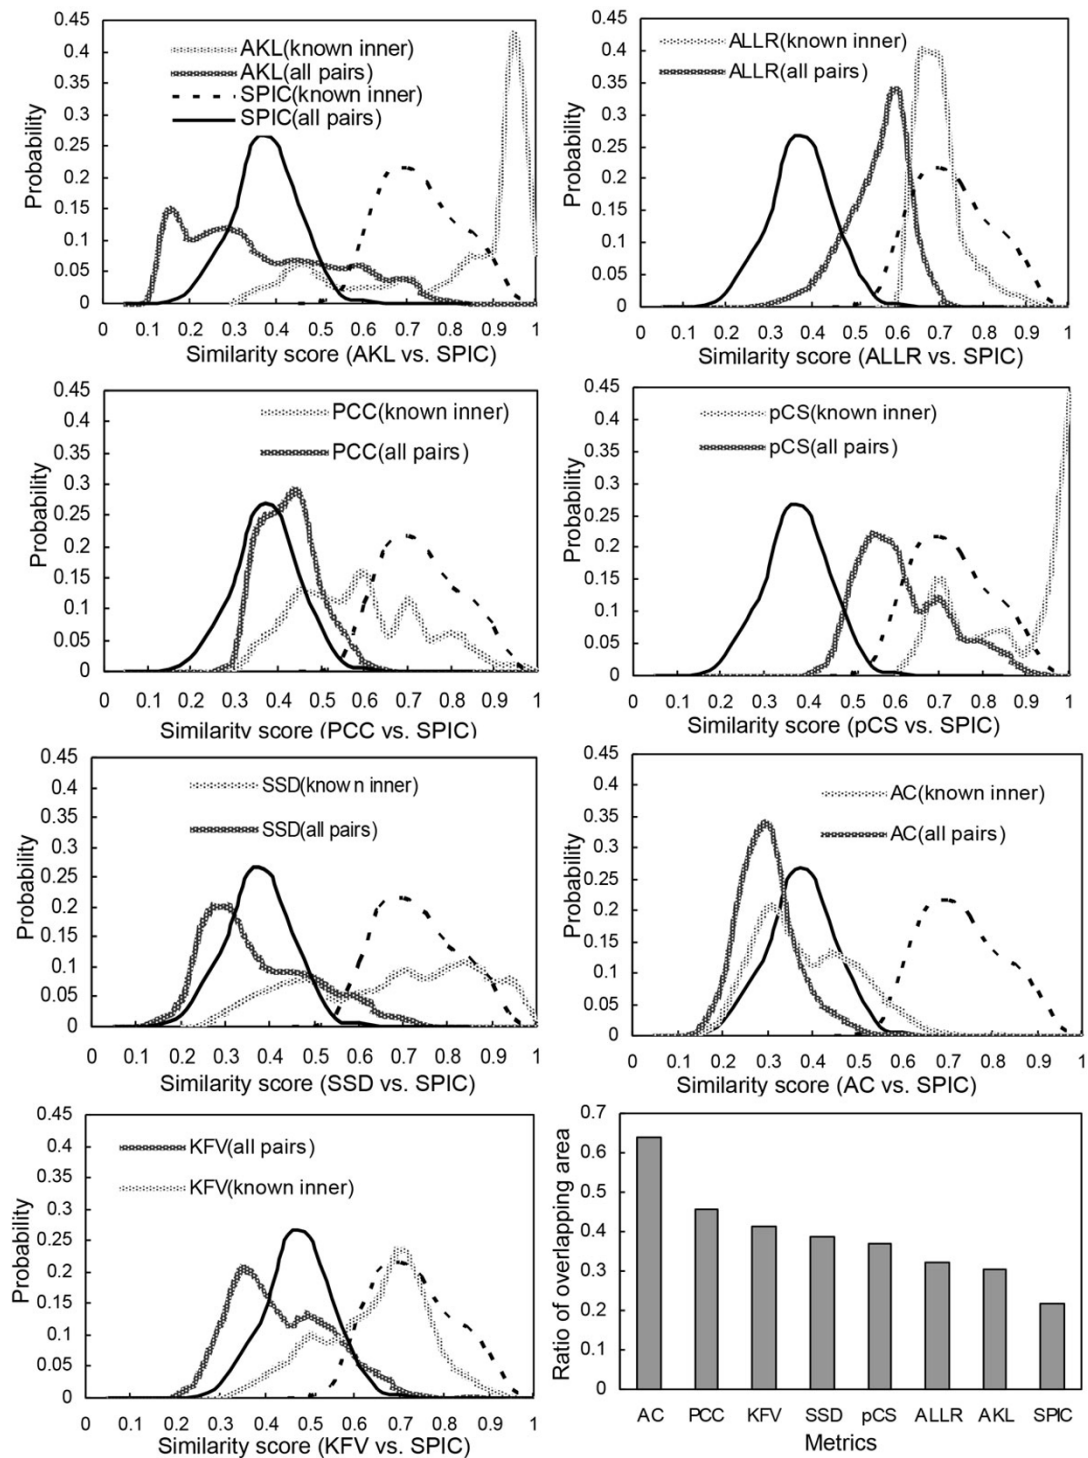 0.45
0.4
0.35
0.3
0.25
0.2
0.15
0.1
0.05
0
Probability
AKL(known inner)
AKL(all pairs)
SPIC(known inner)
SPIC(all pairs)
0 0.1 0.2 0.3 0.4 0.5 0.6 0.7 0.8 0.9 1
Similarity score (AKL vs. SPIC)
0.45
0.4
0.35
0.3
0.25
0.2
0.15
0.1
0.05
0
Probability
ALLR(known inner)
ALLR(all pairs)
0 0.1 0.2 0.3 0.4 0.5 0.6 0.7 0.8 0.9 1
Similarity score (ALLR vs. SPIC)
0.45
0.4
0.35
0.3
0.25
0.2
0.15
0.1
0.05
0
Probability
PCC(known inner)
PCC(all pairs)
0 0.1 0.2 0.3 0.4 0.5 0.6 0.7 0.8 0.9 1
Similarity score (PCC vs. SPIC)
0.45
0.4
0.35
0.3
0.25
0.2
0.15
0.1
0.05
0
Probability
pCS(known inner)
pCS(all pairs)
0 0.1 0.2 0.3 0.4 0.5 0.6 0.7 0.8 0.9 1
Similarity score (pCS vs. SPIC)
0.45
0.4
0.35
0.3
0.25
0.2
0.15
0.1
0.05
0
Probability
SSD(known inner)
SSD(all pairs)
0 0.1 0.2 0.3 0.4 0.5 0.6 0.7 0.8 0.9 1
Similarity score (SSD vs. SPIC)
0.45
0.4
0.35
0.3
0.25
0.2
0.15
0.1
0.05
0
Probability
AC(known inner)
AC(all pairs)
0 0.1 0.2 0.3 0.4 0.5 0.6 0.7 0.8 0.9 1
Similarity score (AC vs. SPIC)
0.45
0.4
0.35
0.3
0.25
0.2
0.15
0.1
0.05
0
Probability
KFV(all pairs)
KFV(known inner)
0 0.1 0.2 0.3 0.4 0.5 0.6 0.7 0.8 0.9 1
Similarity score (KFV vs. SPIC)
0.7
0.6
0.5
0.4
0.3
0.2
0.1
0
Ratio of overlapping area
AC PCC KFV SSD pCS ALLR AKL SPIC
Metrics